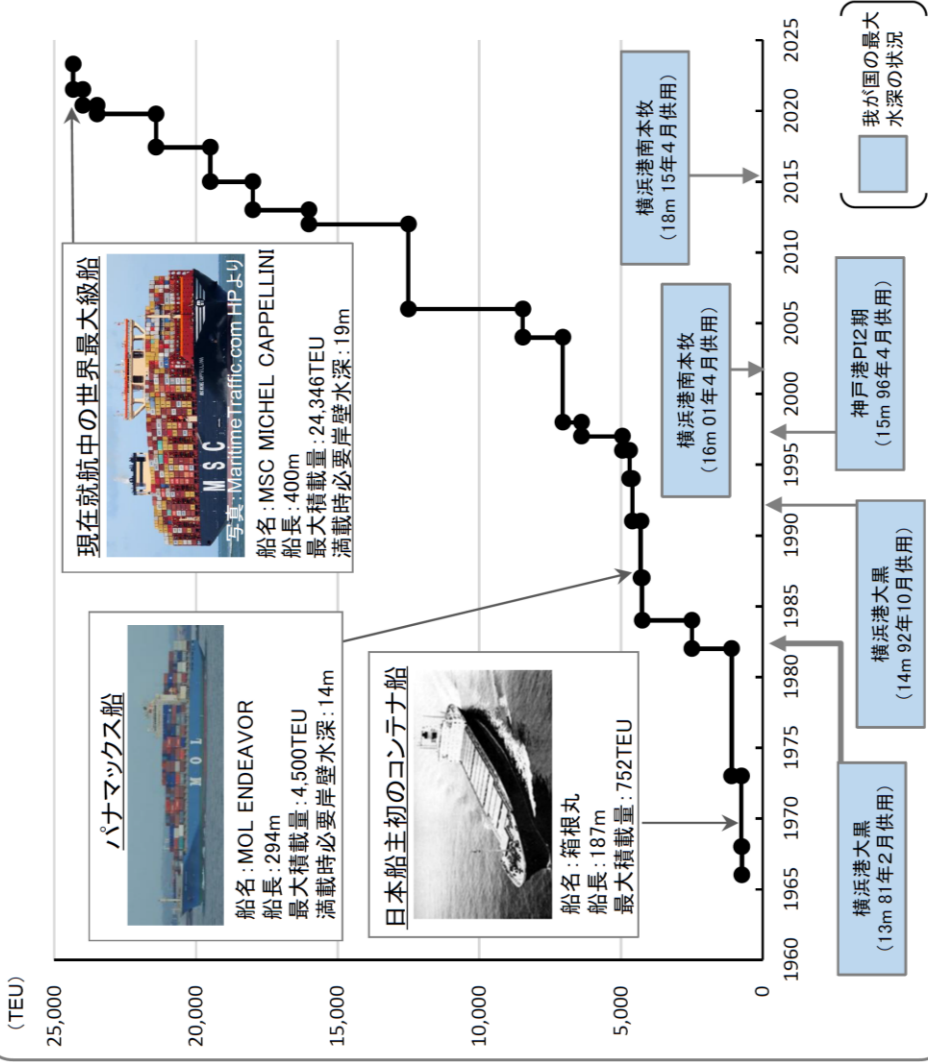 (TEU)
25,000
20,000
15,000
10,000
5,000
0
1960
1965
1970
1975
1980
1985
1990
1995
2000
2005
2010
2015
2020
2025
パナマックス船
MOL
船名:MOL ENDEAVOR
船長:294m
最大積載量:4,500TEU
満載時必要岸壁水深:14m
現在就航中の世界最大級船
MSC
写真:MarineTraffic.com HPより
船名:MSC MICHEL CAPPELLINI
船長:400m
最大積載量:24,346TEU
満載時必要岸壁水深:19m
日本船主初のコンテナ船
船名:箱根丸
船長:187m
最大積載量:752TEU
横浜港南本牧
(16m 01年4月供用)
横浜港南本牧
(18m 15年4月供用)
横浜港大黒
(13m 81年2月供用)
横浜港大黒
(14m 92年10月供用)
神戸港PI2期
(15m 96年4月供用)
我が国の最大
水深の状況